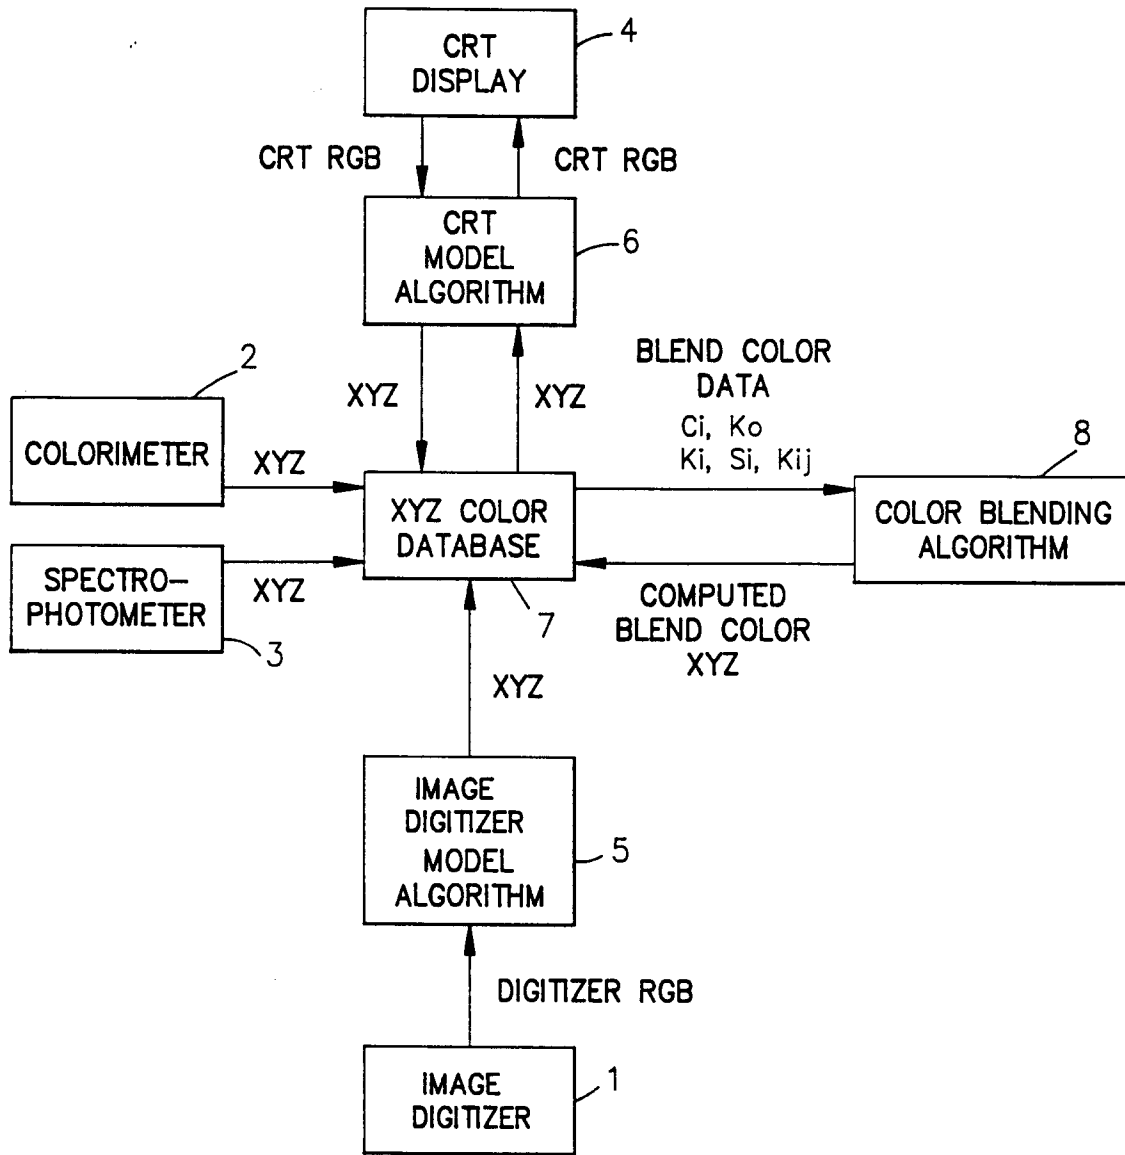 CRT
DISPLAY
4
CRT RGB
CRT RGB
CRT
MODEL
ALGORITHM
6
XYZ
XYZ
BLEND COLOR
DATA
Ci, Ko
Ki, Si, Kij
2
COLORIMETER
XYZ
XYZ COLOR
DATABASE
7
8
COLOR BLENDING
ALGORITHM
SPECTRO-
PHOTOMETER
3
XYZ
COMPUTED
BLEND COLOR
XYZ
XYZ
IMAGE
DIGITIZER
MODEL
ALGORITHM
5
DIGITIZER RGB
IMAGE
DIGITIZER
1